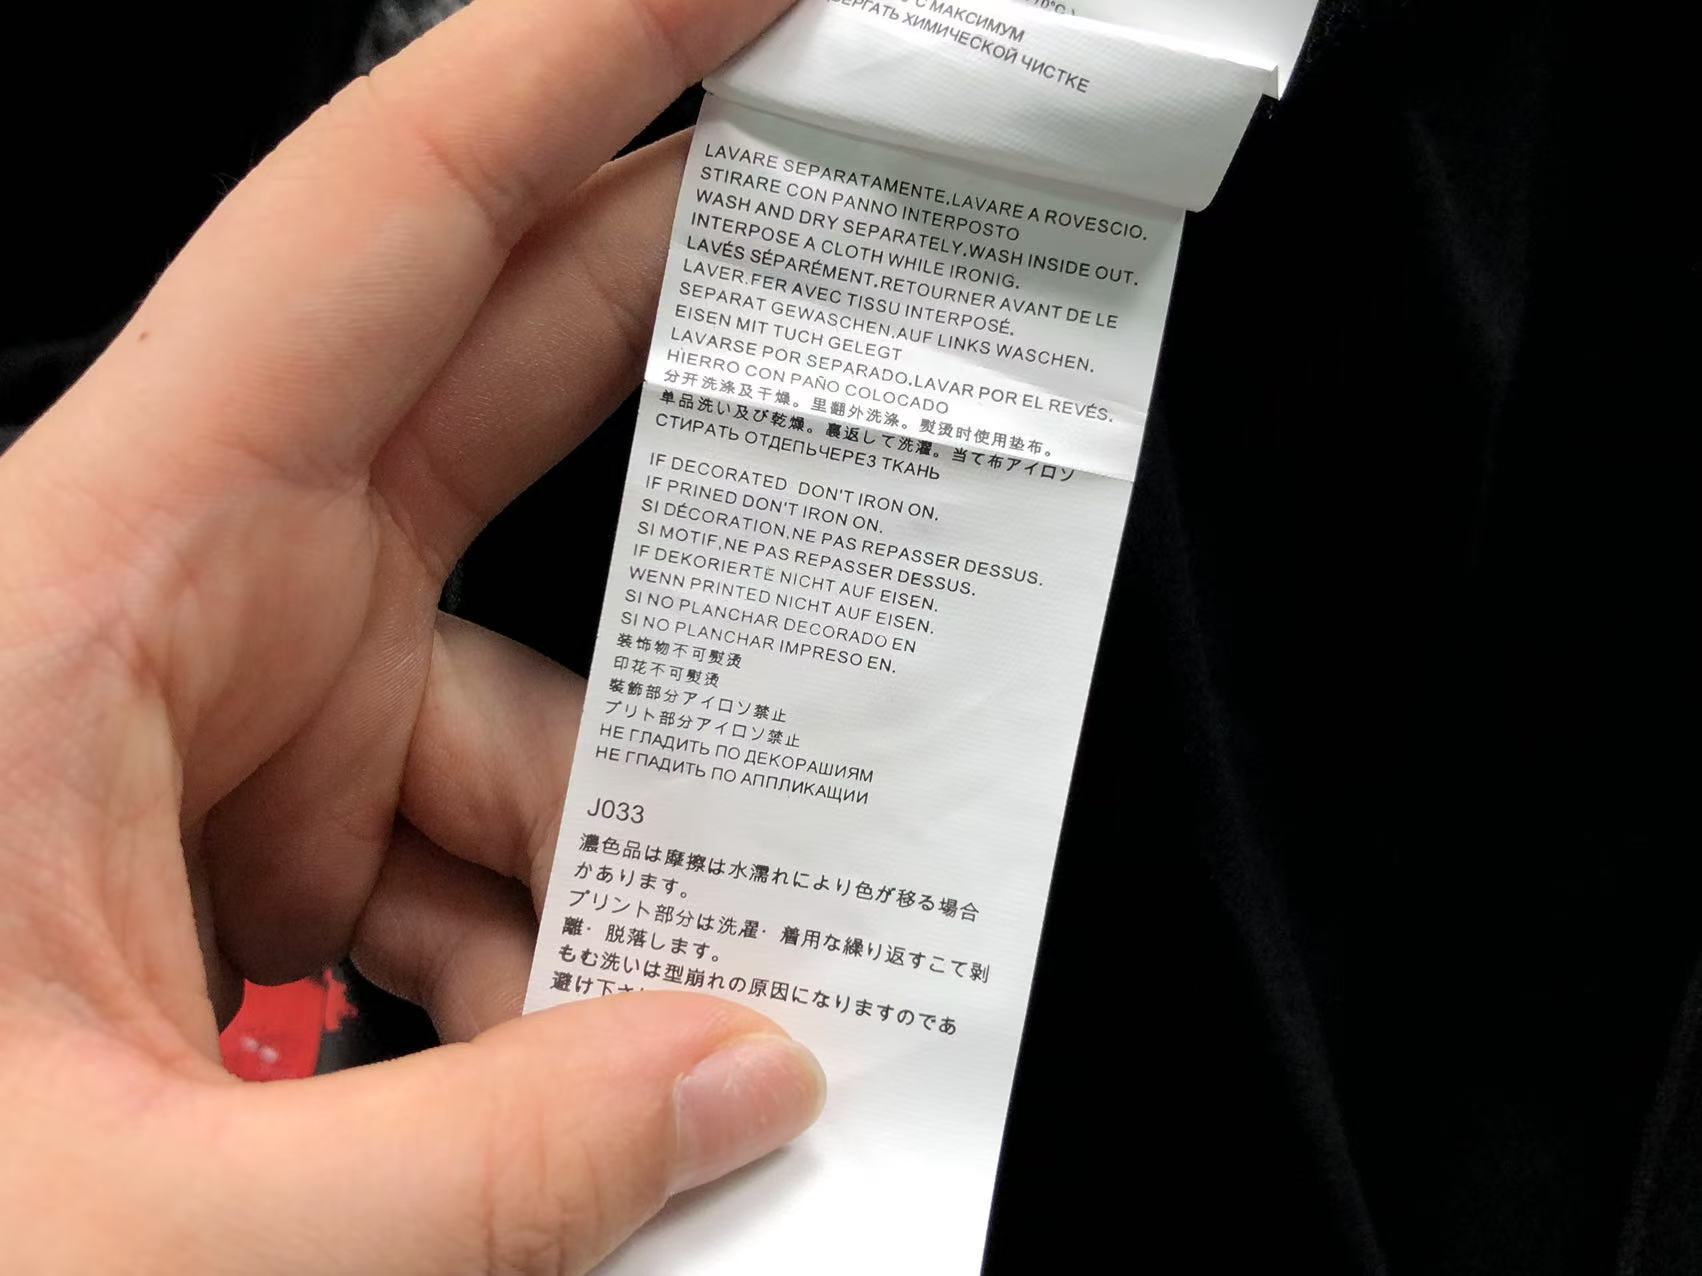 °C МАКСИМУМ
ХИМИЧЕСКОЙ ЧИСТКЕ
LAVARE SEPARATAMENTE.LAVARE A ROVESCIO.
STIRARE CON PANNO INTERPOSTO
WASH AND DRY SEPARATELY.WASH INSIDE OUT.
INTERPOSE A CLOTH WHILE IRONIG.
LAVÉS SÉPARÉMENT.RETOURNER AVANT DE LE
LAVER.FER AVEC TISSU INTERPOSÉ.
SEPARAT GEWASCHEN.AUF LINKS WASCHEN.
EISEN MIT TUCH GELEGT
LAVARSE POR SEPARADO.LAVAR POR EL REVÉS.
HIERRO CON PAÑO COLOCADO
分开洗涤及干燥。里翻外洗涤。熨烫时使用垫布。
单品洗い及び乾燥。裏返して洗濯。当て布アイロソ
СТИРАТЬ ОТДЕПЬЧЕРЕЗ ТКАНЬ
IF DECORATED DON'T IRON ON.
IF PRINED DON'T IRON ON.
SI DÉCORATION.NE PAS REPASSER DESSUS.
SI MOTIF,NE PAS REPASSER DESSUS.
IF DEKORIERTE NICHT AUF EISEN.
WENN PRINTED NICHT AUF EISEN.
SI NO PLANCHAR DECORADO EN
SI NO PLANCHAR IMPRESO EN.
装饰物不可熨烫
印花不可熨烫
装飾部分アイロソ禁止
プリト部分アイロソ禁止
НЕ ГЛАДИТЬ ПО ДЕКОРАШИЯМ
НЕ ГПАДИТЬ ПО АППЛИКАЩИИ
J033
濃色品は摩擦は水濡れにより色が移る場合
かあります。
プリント部分は洗濯・着用な繰り返すこて剥
離・脱落します。
もむ洗いは型崩れの原因になりますのであ
避け下さ